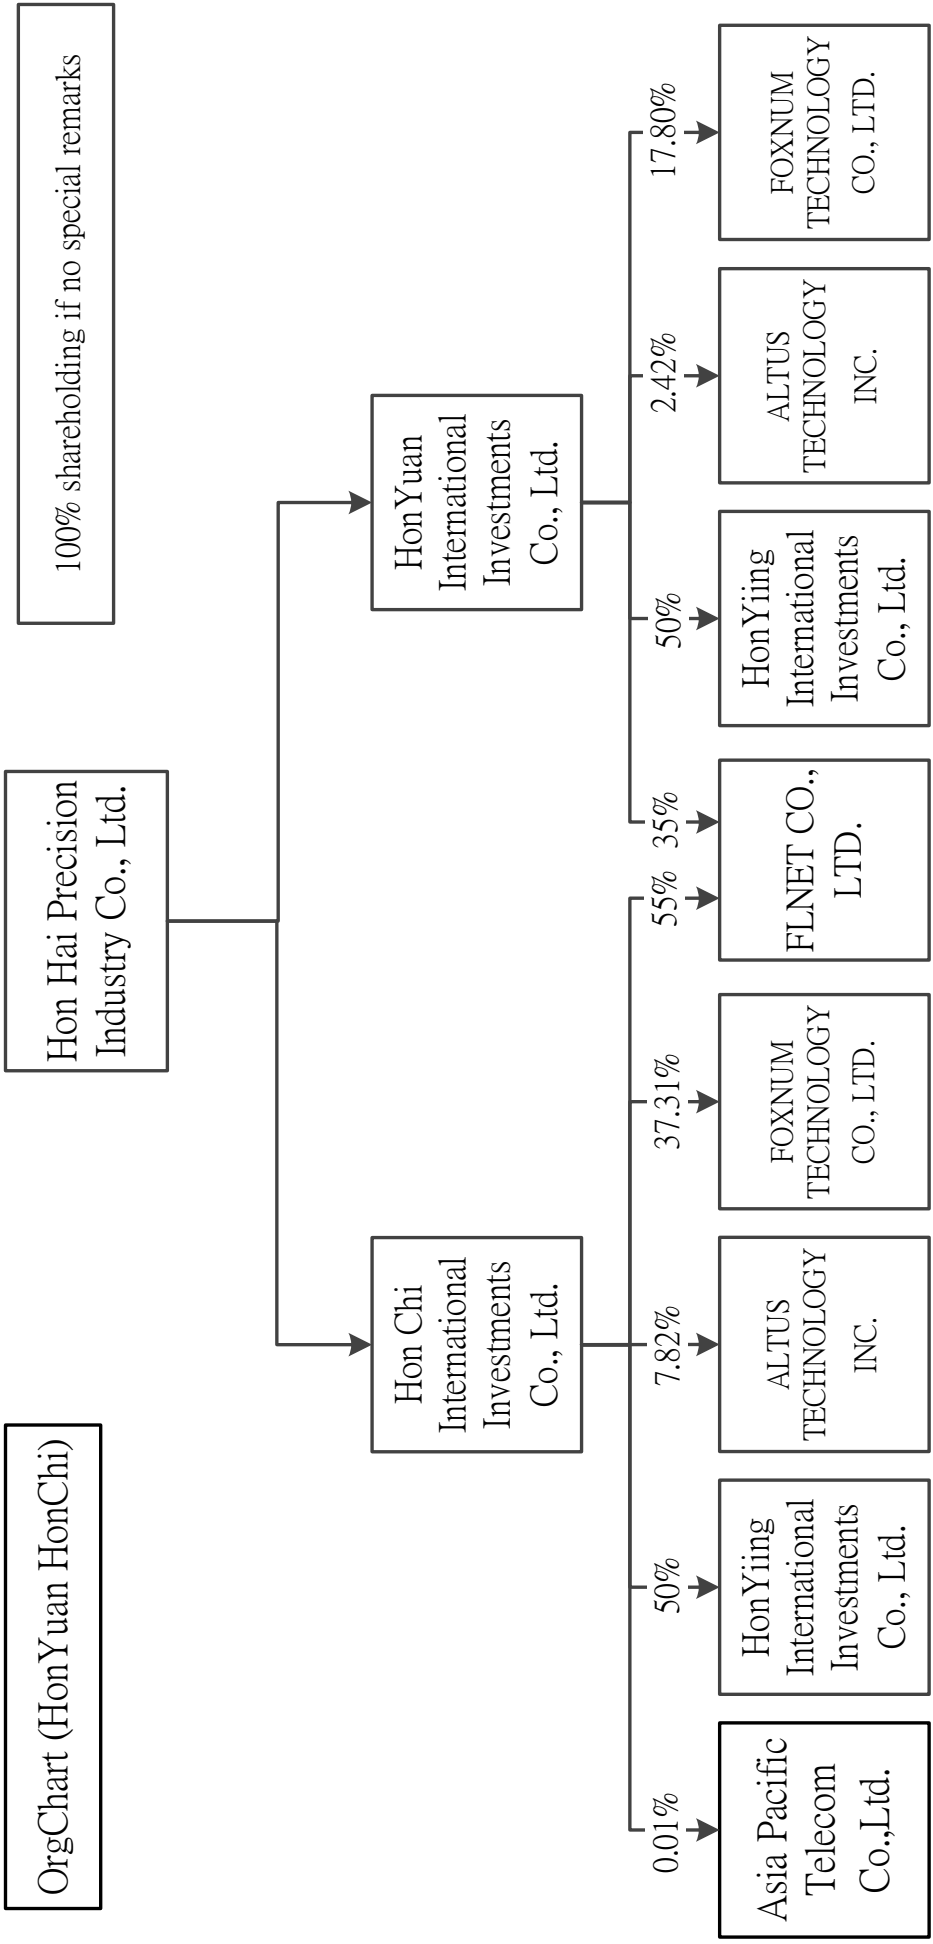 OrgChart (HonYuan HonChi)
100% shareholding if no special remarks
Hon Hai Precision
Industry Co., Ltd.
Hon Chi
International
Investments
Co., Ltd.
HonYuan
International
Investments
Co., Ltd.
0.01%
50%
7.82%
37.31%
55%
35%
50%
2.42%
17.80%
Asia Pacific
Telecom
Co.,Ltd.
HonYiing
International
Investments
Co., Ltd.
ALTUS
TECHNOLOGY
INC.
FOXNUM
TECHNOLOGY
CO., LTD.
FLNET CO.,
LTD.
HonYiing
International
Investments
Co., Ltd.
ALTUS
TECHNOLOGY
INC.
FOXNUM
TECHNOLOGY
CO., LTD.